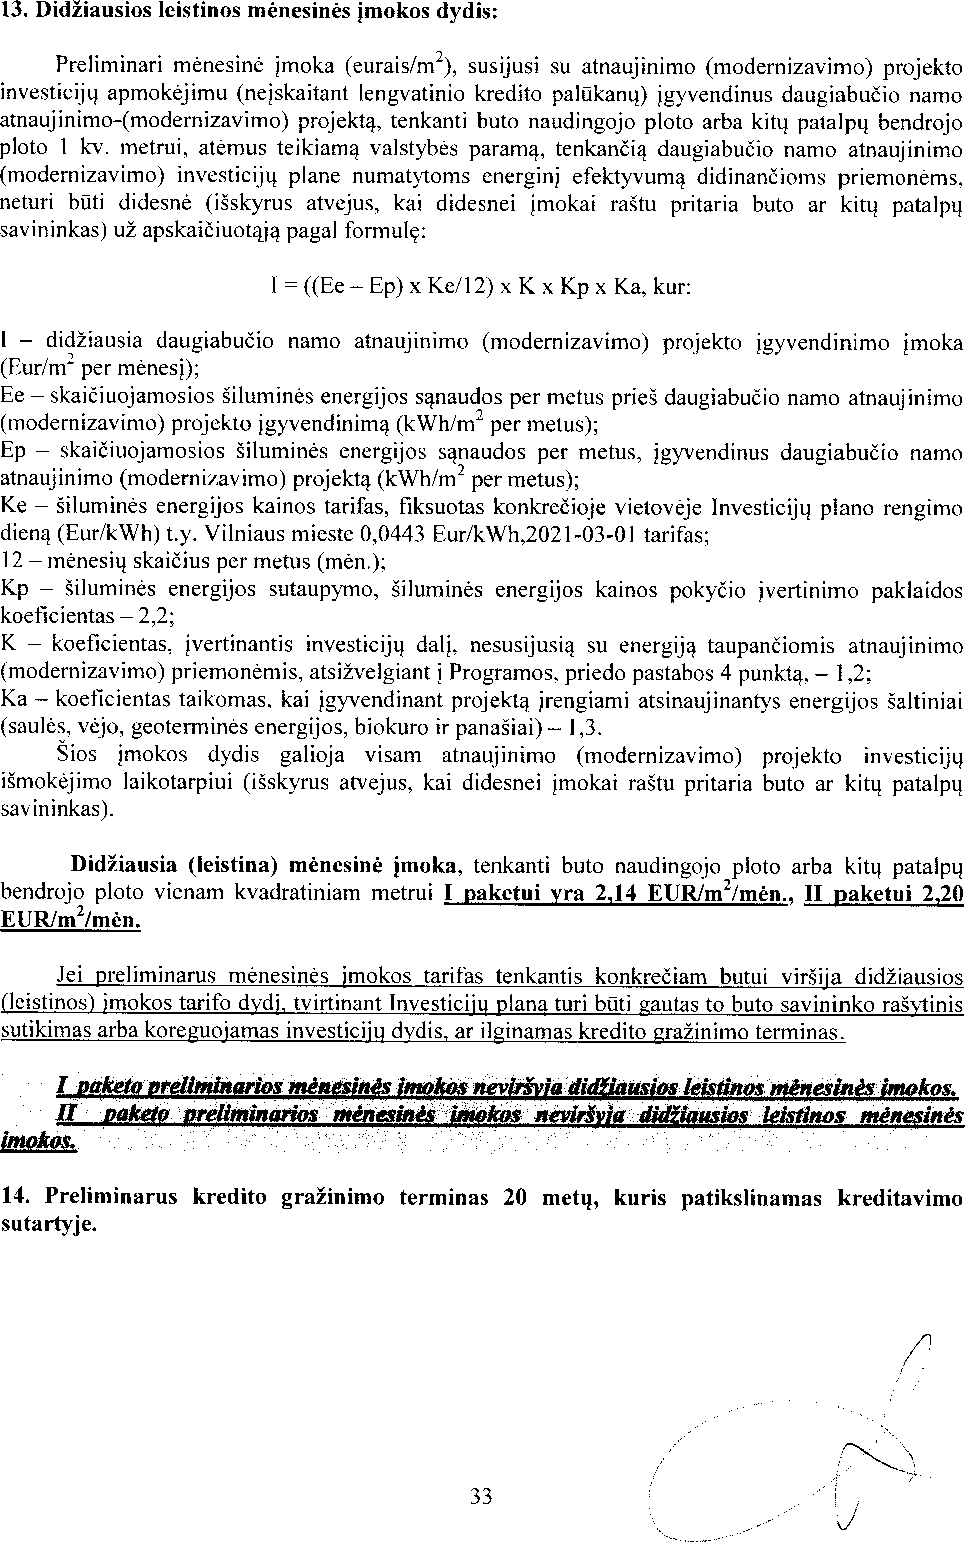 13. Didžiausios leistinos mėnesinės įmokos dydis:
Preliminari mėnesinė įmoka (eurais/m²), susijusi su atnaujinimo (modernizavimo) projekto
investicijų apmokėjimu (neįskaitant lengvatinio kredito palūkanų) įgyvendinus daugiabučio namo
atnaujinimo-(modernizavimo) projektą, tenkanti buto naudingojo ploto arba kitų patalpų bendrojo
ploto 1 kv. metrui, atėmus teikiamą valstybės paramą, tenkančią daugiabučio namo atnaujinimo
(modernizavimo) investicijų plane numatytoms energinį efektyvumą didinančioms priemonėms,
neturi būti didesnė (išskyrus atvejus, kai didesnei įmokai raštu pritaria buto ar kitų patalpų
savininkas) už apskaičiuotąją pagal formulę:
I = ((Ee – Ep) x Ke/12) x K x Kp x Ka, kur:
I – didžiausia daugiabučio namo atnaujinimo (modernizavimo) projekto įgyvendinimo įmoka
(Eur/m² per mėnesį);
Ee – skaičiuojamosios šiluminės energijos sąnaudos per metus prieš daugiabučio namo atnaujinimo
(modernizavimo) projekto įgyvendinimą (kWh/m² per metus);
Ep – skaičiuojamosios šiluminės energijos sąnaudos per metus, įgyvendinus daugiabučio namo
atnaujinimo (modernizavimo) projektą (kWh/m² per metus);
Ke – šiluminės energijos kainos tarifas, fiksuotas konkrečioje vietovėje Investicijų plano rengimo
dieną (Eur/kWh) t.y. Vilniaus mieste 0,0443 Eur/kWh,2021-03-01 tarifas;
12 – mėnesių skaičius per metus (mėn.);
Kp – šiluminės energijos sutaupymo, šiluminės energijos kainos pokyčio įvertinimo paklaidos
koeficientas – 2,2;
K – koeficientas, įvertinantis investicijų dalį, nesusijusią su energiją taupančiomis atnaujinimo
(modernizavimo) priemonėmis, atsižvelgiant į Programos, priedo pastabos 4 punktą, – 1,2;
Ka – koeficientas taikomas, kai įgyvendinant projektą įrengiami atsinaujinantys energijos šaltiniai
(saulės, vėjo, geoterminės energijos, biokuro ir panašiai) – 1,3.
Šios įmokos dydis galioja visam atnaujinimo (modernizavimo) projekto investicijų
išmokėjimo laikotarpiui (išskyrus atvejus, kai didesnei įmokai raštu pritaria buto ar kitų patalpų
savininkas).
Didžiausia (leistina) mėnesinė įmoka, tenkanti buto naudingojo ploto arba kitų patalpų
bendrojo ploto vienam kvadratiniam metrui I paketui yra 2,14 EUR/m²/mėn., II paketui 2,20
EUR/m²/mėn.
Jei preliminarus mėnesinės įmokos tarifas tenkantis konkrečiam butui viršija didžiausios
(leistinos) įmokos tarifo dydį, tvirtinant Investicijų planą turi būti gautas to buto savininko rašytinis
sutikimas arba koreguojamas investicijų dydis, ar ilginamas kredito gražinimo terminas.
I paketo preliminarios mėnesinės įmokos neviršyja didžiausios leistinos mėnesinės įmokos.
II paketo preliminarios mėnesinės įmokos neviršyja didžiausios leistinos mėnesinės
įmokos.
14. Preliminarus kredito gražinimo terminas 20 metų, kuris patikslinamas kreditavimo
sutartyje.
33